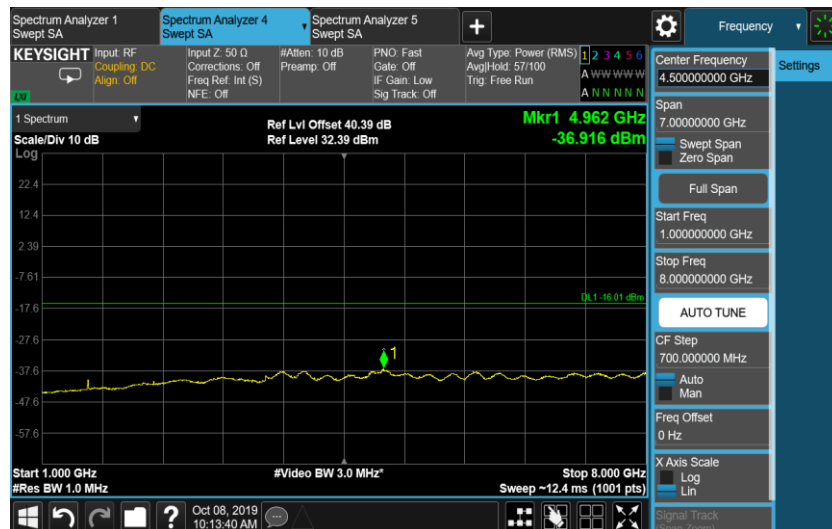 Spectrum Analyzer 1
Swept SA
Spectrum Analyzer 4
Swept SA
Spectrum Analyzer 5
Swept SA
Frequency
KEYSIGHT
Input: RF
Coupling: DC
Align: Off
Input Z: 50 Ω
Corrections: Off
Freq Ref: Int (S)
NFE: Off
#Atten: 10 dB
Preamp: Off
PNO: Fast
Gate: Off
IF Gain: Low
Sig Track: Off
Avg Type: Power (RMS)
Avg|Hold: 57/100
Trig: Free Run
1 2 3 4 5 6
A W W W W W
A N N N N N
LXI
1 Spectrum
Scale/Div 10 dB
Log
Ref Lvl Offset 40.39 dB
Ref Level 32.39 dBm
Mkr1 4.962 GHz
-36.916 dBm
22.4
12.4
2.39
-7.61
-17.6
-27.6
-37.6
-47.6
-57.6
DL1 -16.01 dBm
1
Start 1.000 GHz
#Res BW 1.0 MHz
#Video BW 3.0 MHz*
Stop 8.000 GHz
Sweep ~12.4 ms (1001 pts)
Oct 08, 2019
10:13:40 AM
Center Frequency
4.500000000 GHz
Settings
Span
7.00000000 GHz
Swept Span
Zero Span
Full Span
Start Freq
1.000000000 GHz
Stop Freq
8.000000000 GHz
AUTO TUNE
CF Step
700.000000 MHz
Auto
Man
Freq Offset
0 Hz
X Axis Scale
Log
Lin
Signal Track
(Span Zoom)